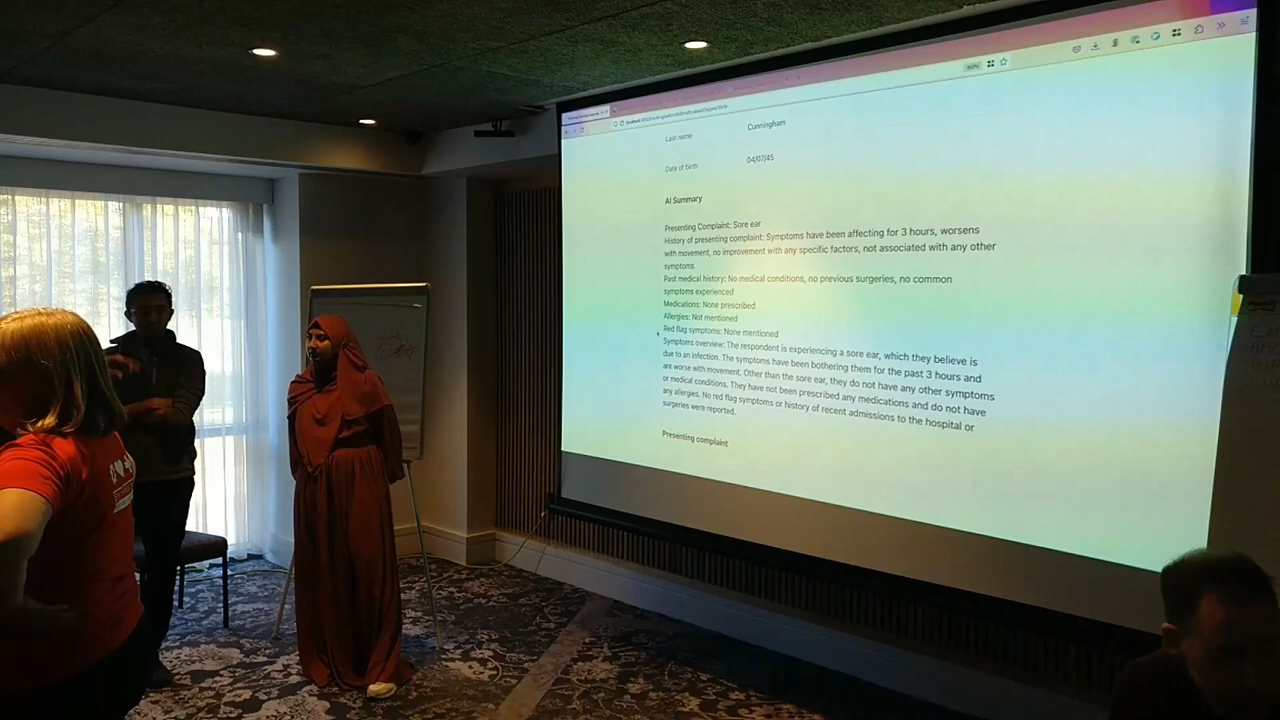 Last name
Cunningham
Date of birth
04/07/45
AI Summary
Presenting Complaint: Sore ear
History of presenting complaint: Symptoms have been affecting for 3 hours, worsens
with movement, no improvement with any specific factors, not associated with any other
symptoms
Past medical history: No medical conditions, no previous surgeries, no common
symptoms experienced
Medications: None prescribed
Allergies: Not mentioned
Red flag symptoms: None mentioned
Symptoms overview: The respondent is experiencing a sore ear, which they believe is
due to an infection. The symptoms have been bothering them for the past 3 hours and
are worse with movement. Other than the sore ear, they do not have any other symptoms
or medical conditions. They have not been prescribed any medications and do not have
any allergies. No red flag symptoms or history of recent admissions to the hospital or
surgeries were reported.
Presenting complaint